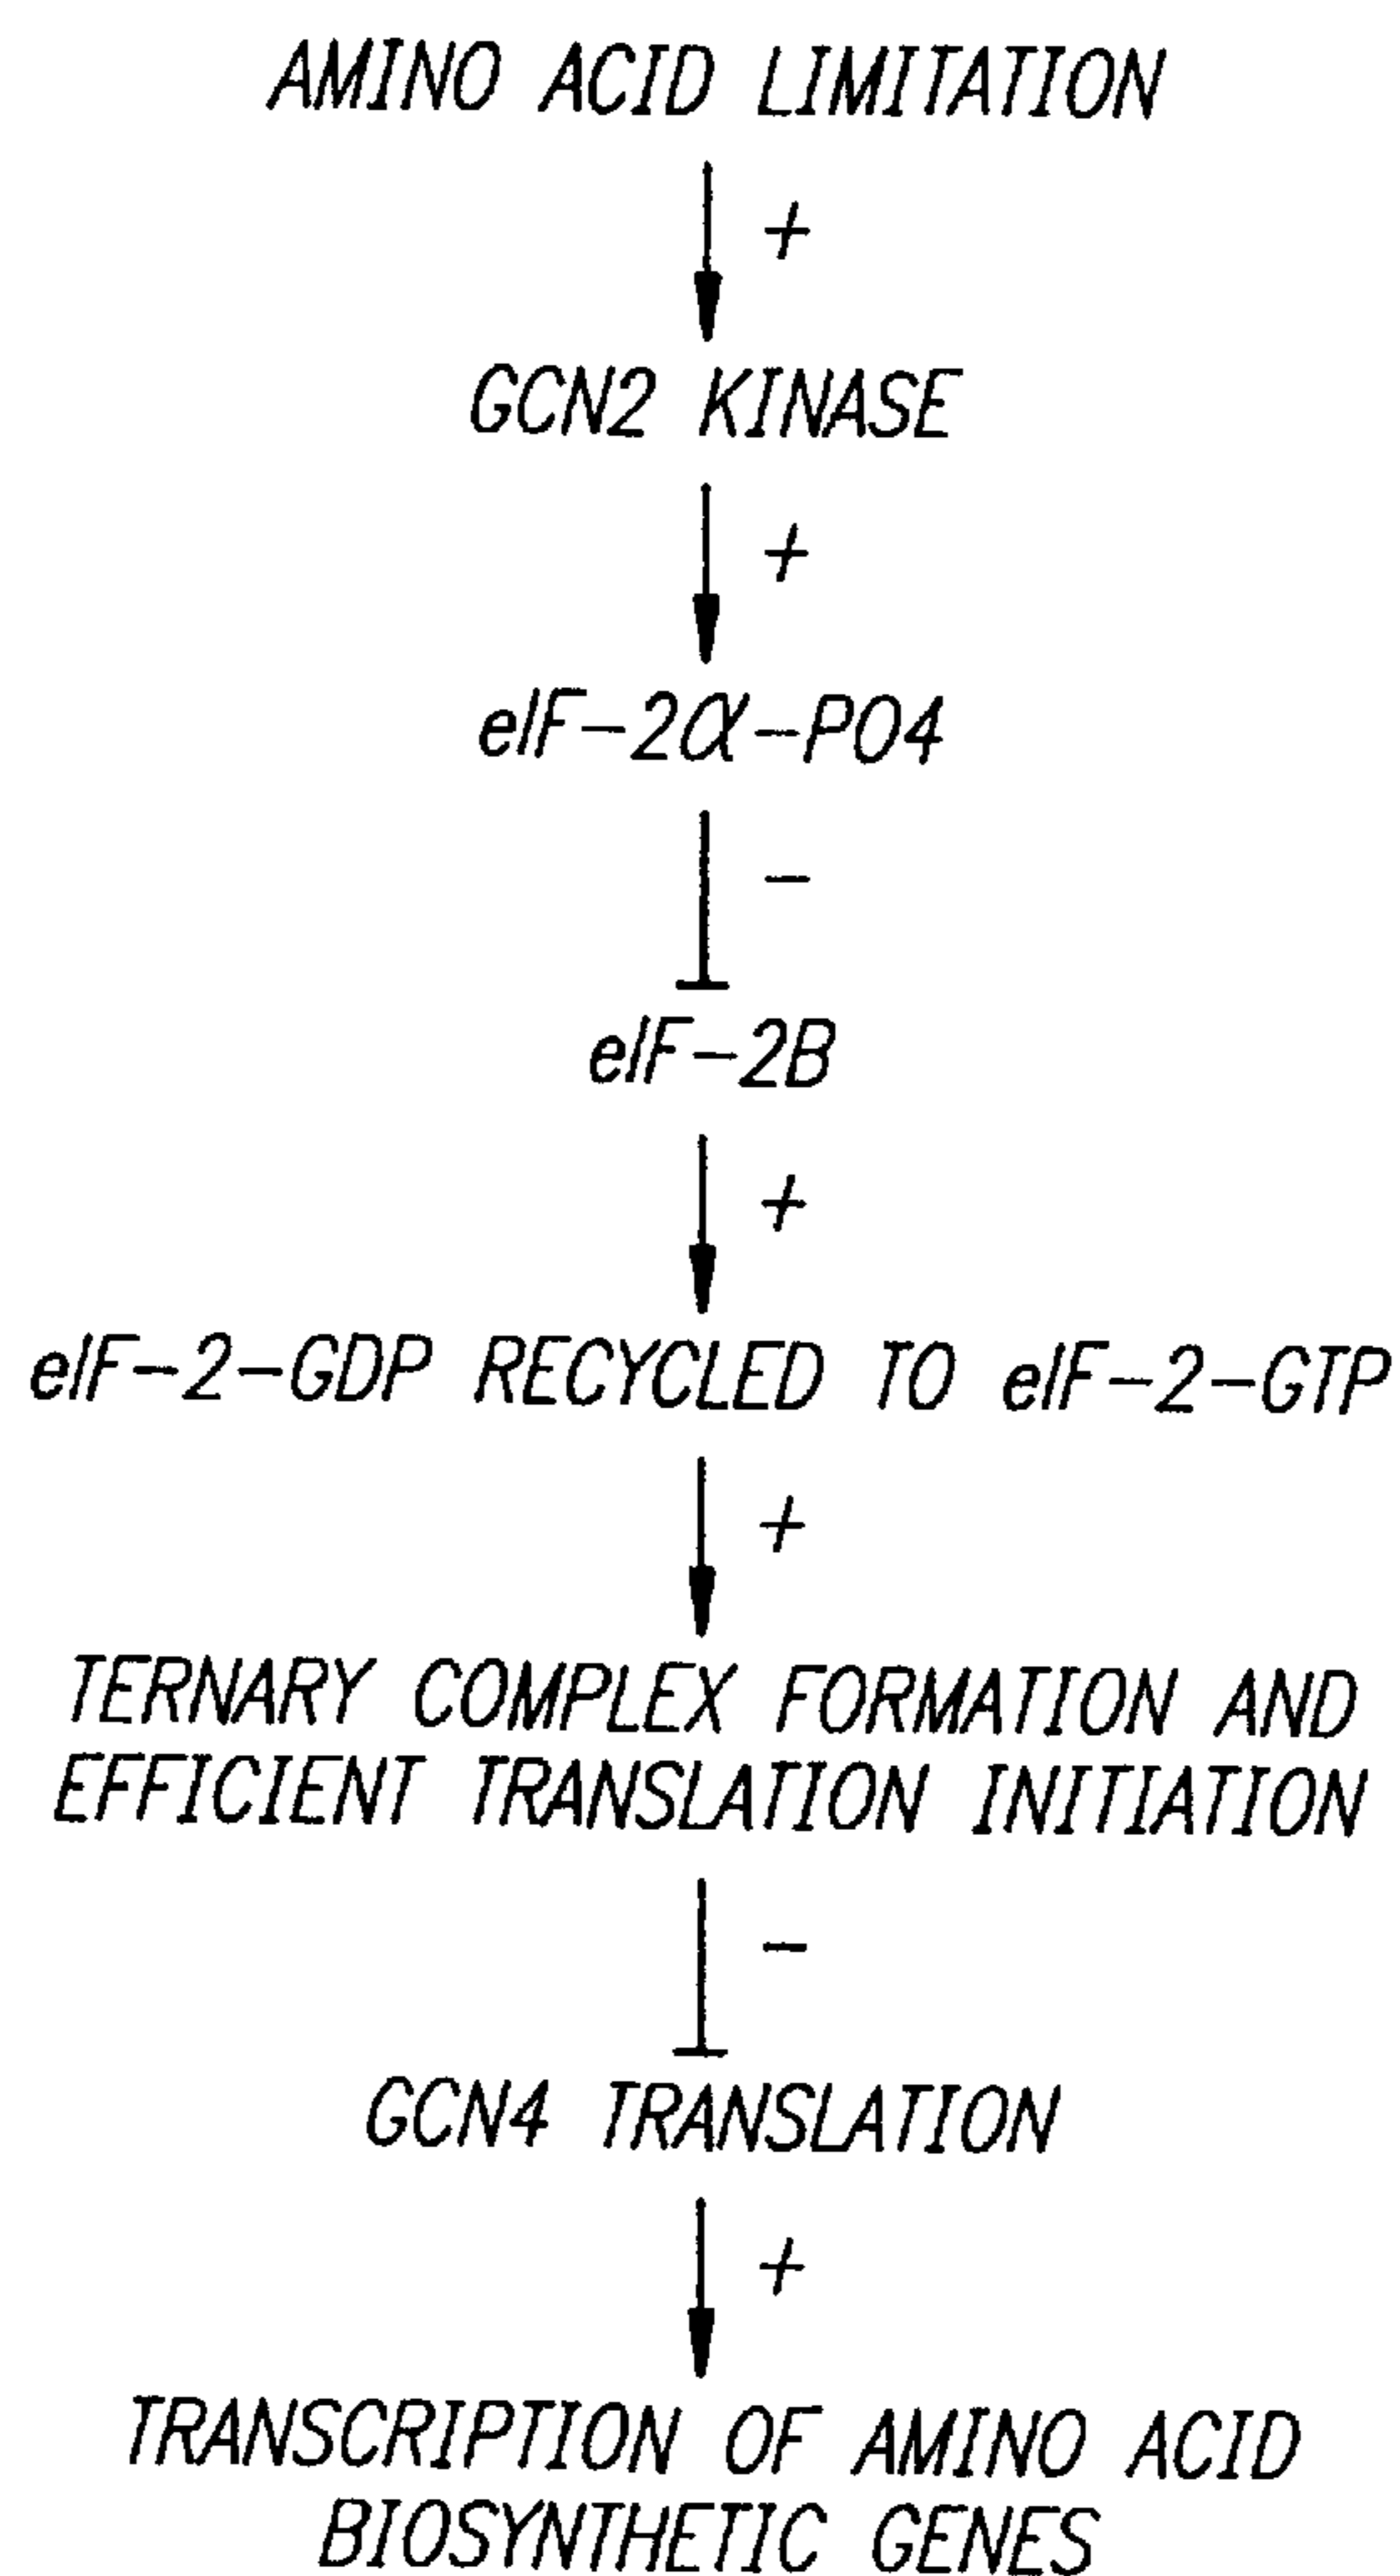 AMINO ACID LIMITATION
+
GCN2 KINASE
+
eIF-2α-PO4
-
eIF-2B
+
eIF-2-GDP RECYCLED TO eIF-2-GTP
+
TERNARY COMPLEX FORMATION AND
EFFICIENT TRANSLATION INITIATION
-
GCN4 TRANSLATION
+
TRANSCRIPTION OF AMINO ACID
BIOSYNTHETIC GENES